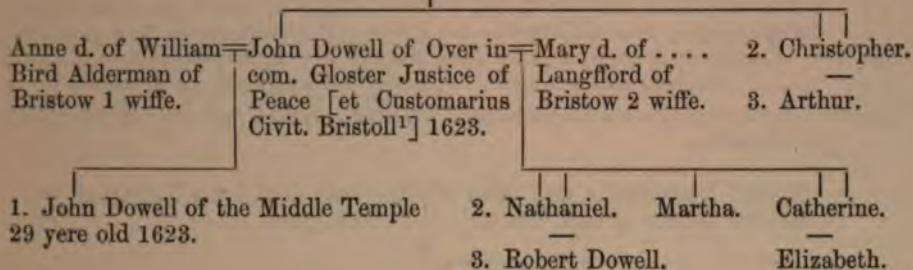 Anne d. of William
Bird Alderman of
Bristow 1 wiffe.
John Dowell of Over in
com. Gloster Justice of
Peace [et Customarius
Civit. Bristoll¹] 1623.
Mary d. of ....
Langfford of
Bristow 2 wiffe.
2. Christopher.
—
3. Arthur.
1. John Dowell of the Middle Temple
29 yere old 1623.
2. Nathaniel.
—
3. Robert Dowell.
Martha.
Catherine.
—
Elizabeth.